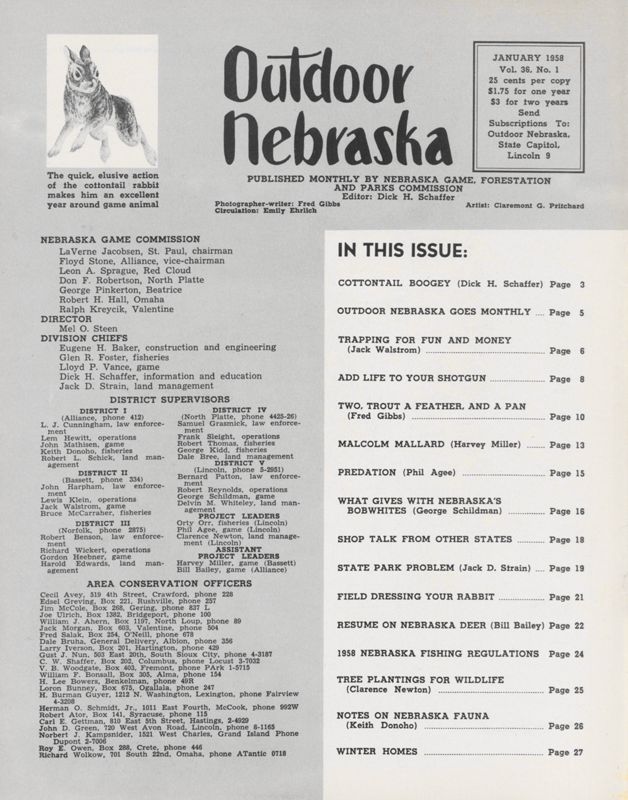 Outdoor
Nebraska
JANUARY 1958
Vol. 36, No. 1
25 cents per copy
$1.75 for one year
$3 for two years
Send
Subscriptions To:
Outdoor Nebraska,
State Capitol,
Lincoln 9
The quick, elusive action
of the cottontail rabbit
makes him an excellent
year around game animal
PUBLISHED MONTHLY BY NEBRASKA GAME, FORESTATION
AND PARKS COMMISSION
Editor: Dick H. Schaffer
Photographer-writer: Fred Gibbs
Artist: Claremont G. Pritchard
Circulation: Emily Ehrlich
NEBRASKA GAME COMMISSION
LaVerne Jacobsen, St. Paul, chairman
Floyd Stone, Alliance, vice-chairman
Leon A. Sprague, Red Cloud
Don F. Robertson, North Platte
George Pinkerton, Beatrice
Robert H. Hall, Omaha
Ralph Kreycik, Valentine
DIRECTOR
Mel O. Steen
DIVISION CHIEFS
Eugene H. Baker, construction and engineering
Glen R. Foster, fisheries
Lloyd P. Vance, game
Dick H. Schaffer, information and education
Jack D. Strain, land management
DISTRICT SUPERVISORS
DISTRICT I
(Alliance, phone 412)
L. J. Cunningham, law enforce-
ment
Lem Hewitt, operations
John Mathisen, game
Keith Donoho, fisheries
Robert L. Schick, land man-
agement
DISTRICT II
(Bassett, phone 334)
John Harpham, law enforce-
ment
Lewis Klein, operations
Jack Walstrom, game
Bruce McCarraher, fisheries
DISTRICT III
(Norfolk, phone 2875)
Robert Benson, law enforce-
ment
Richard Wickert, operations
Gordon Heebner, game
Harold Edwards, land man-
agement
DISTRICT IV
(North Platte, phone 4425-26)
Samuel Grasmick, law enforce-
ment
Frank Sleight, operations
Robert Thomas, fisheries
George Kidd, fisheries
Dale Bree, land management
DISTRICT V
(Lincoln, phone 5-2951)
Bernard Patton, law enforce-
ment
Robert Reynolds, operations
George Schildman, game
Delvin M. Whiteley, land man-
agement
PROJECT LEADERS
Orty Orr, fisheries (Lincoln)
Phil Agee, game (Lincoln)
Clarence Newton, land manage-
ment (Lincoln)
ASSISTANT
PROJECT LEADERS
Harvey Miller, game (Bassett)
Bill Bailey, game (Alliance)
AREA CONSERVATION OFFICERS
Cecil Avey, 519 4th Street, Crawford, phone 228
Edsel Greving, Box 221, Rushville, phone 257
Jim McCole, Box 268, Gering, phone 837 L
Joe Ulrich, Box 1382, Bridgeport, phone 100
William J. Ahern, Box 1197, North Loup, phone 89
Jack Morgan, Box 603, Valentine, phone 504
Fred Salak, Box 254, O'Neill, phone 678
Dale Bruha, General Delivery, Albion, phone 356
Larry Iverson, Box 201, Hartington, phone 429
Gust J. Nun, 503 East 20th, South Sioux City, phone 4-3187
C. W. Shaffer, Box 202, Columbus, phone Locust 3-7032
V. B. Woodgate, Box 403, Fremont, phone PArk 1-5715
William F. Bonsall, Box 305, Alma, phone 154
H. Lee Bowers, Benkelman, phone 49R
Loron Bunney, Box 675, Ogallala, phone 247
H. Burman Guyer, 1212 N. Washington, Lexington, phone Fairview
4-3208
Herman O. Schmidt, Jr., 1011 East Fourth, McCook, phone 992W
Robert Ator, Box 141, Syracuse, phone 115
Carl E. Gettman, 810 East 5th Street, Hastings, 2-4929
John D. Green, 720 West Avon Road, Lincoln, phone 8-1165
Norbert J. Kampsnider, 1521 West Charles, Grand Island Phone
Dupont 2-7006
Roy E. Owen, Box 288, Crete, phone 446
Richard Wolkow, 701 South 22nd, Omaha, phone ATantic 0718
IN THIS ISSUE:
COTTONTAIL BOOGEY (Dick H. Schaffer) Page 3
OUTDOOR NEBRASKA GOES MONTHLY .... Page 5
TRAPPING FOR FUN AND MONEY
(Jack Walstrom) .................................... Page 6
ADD LIFE TO YOUR SHOTGUN .................. Page 8
TWO, TROUT A FEATHER, AND A PAN
(Fred Gibbs) .......................................... Page 10
MALCOLM MALLARD (Harvey Miller) ....... Page 13
PREDATION (Phil Agee) .......................... Page 15
WHAT GIVES WITH NEBRASKA'S
BOBWHITES (George Schildman) ........... Page 16
SHOP TALK FROM OTHER STATES ......... Page 18
STATE PARK PROBLEM (Jack D. Strain) .... Page 19
FIELD DRESSING YOUR RABBIT ............... Page 21
RESUME ON NEBRASKA DEER (Bill Bailey) Page 22
1958 NEBRASKA FISHING REGULATIONS Page 24
TREE PLANTINGS FOR WILDLIFE
(Clarence Newton) ................................. Page 25
NOTES ON NEBRASKA FAUNA
(Keith Donoho) ...................................... Page 26
WINTER HOMES ..................................... Page 27